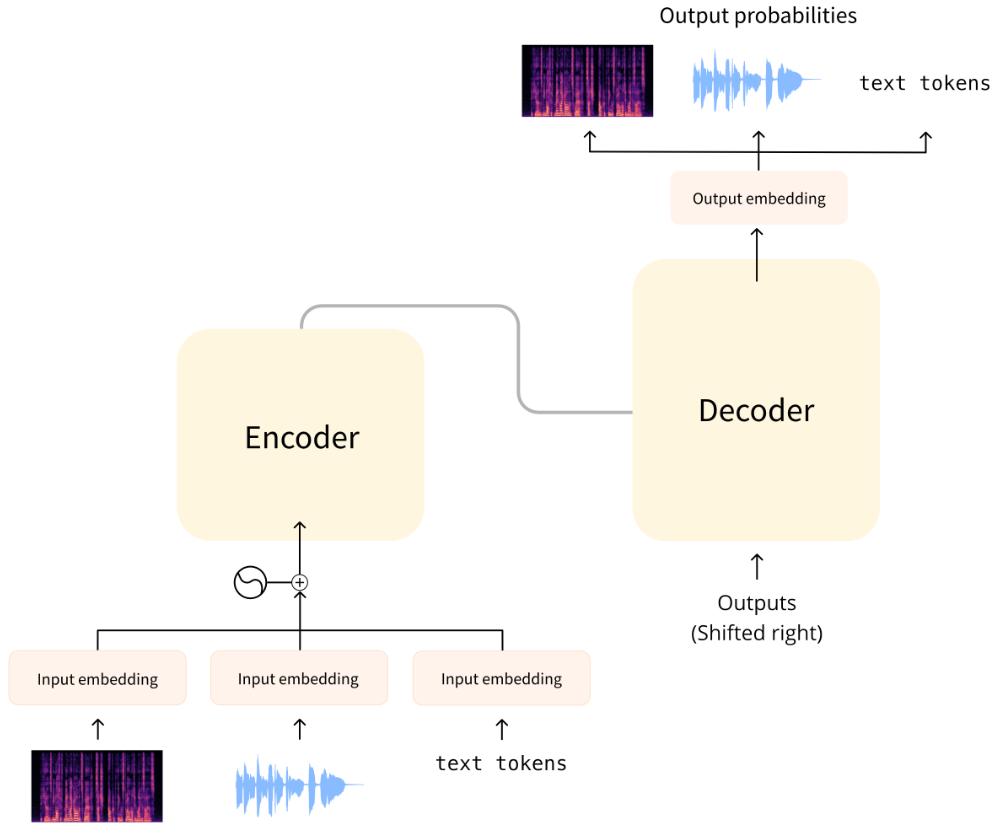 Output probabilities
text tokens
Output embedding
Encoder
Decoder
Outputs
(Shifted right)
Input embedding
Input embedding
Input embedding
text tokens